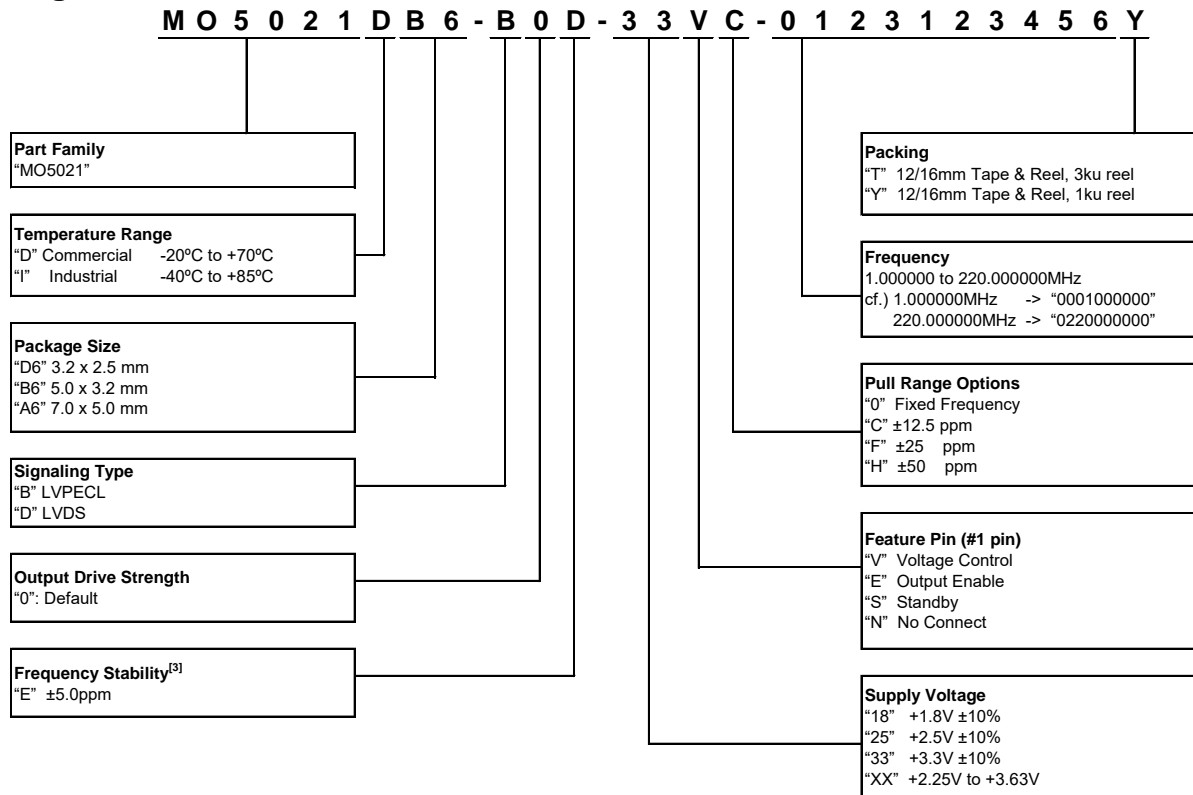 M O 5 0 2 1 D B 6 - B 0 D - 3 3 V C - 0 1 2 3 1 2 3 4 5 6 Y
Part Family
“MO5021”
Temperature Range
“D” Commercial -20ºC to +70ºC
“I” Industrial -40ºC to +85ºC
Package Size
“D6” 3.2 x 2.5 mm
“B6” 5.0 x 3.2 mm
“A6” 7.0 x 5.0 mm
Signaling Type
“B” LVPECL
“D” LVDS
Output Drive Strength
“0”: Default
Frequency Stability[3]
“E” ±5.0ppm
Packing
“T” 12/16mm Tape & Reel, 3ku reel
“Y” 12/16mm Tape & Reel, 1ku reel
Frequency
1.000000 to 220.000000MHz
cf.) 1.000000MHz -> “0001000000”
220.000000MHz -> “0220000000”
Pull Range Options
“0” Fixed Frequency
“C” ±12.5 ppm
“F” ±25 ppm
“H” ±50 ppm
Feature Pin (#1 pin)
“V” Voltage Control
“E” Output Enable
“S” Standby
“N” No Connect
Supply Voltage
“18” +1.8V ±10%
“25” +2.5V ±10%
“33” +3.3V ±10%
“XX” +2.25V to +3.63V